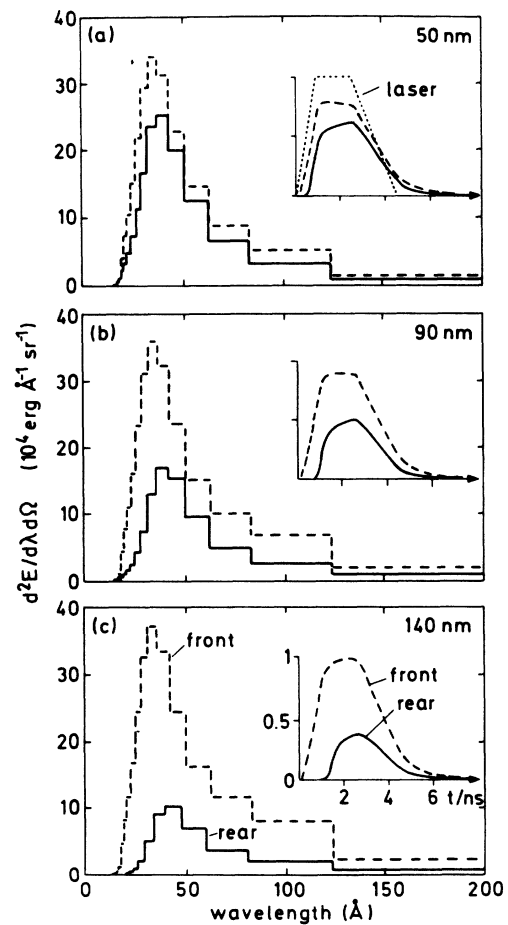 40
(a)
50 nm
30
laser
20
10
0
40
(b)
90 nm
30
20
10
0
d²E/dλdΩ (10⁴ erg Å⁻¹ sr⁻¹)
40
(c)
140 nm
front
1
30
front
rear
0.5
20
0
2 4 6 t/ns
10
rear
0
0 50 100 150 200
wavelength (Å)